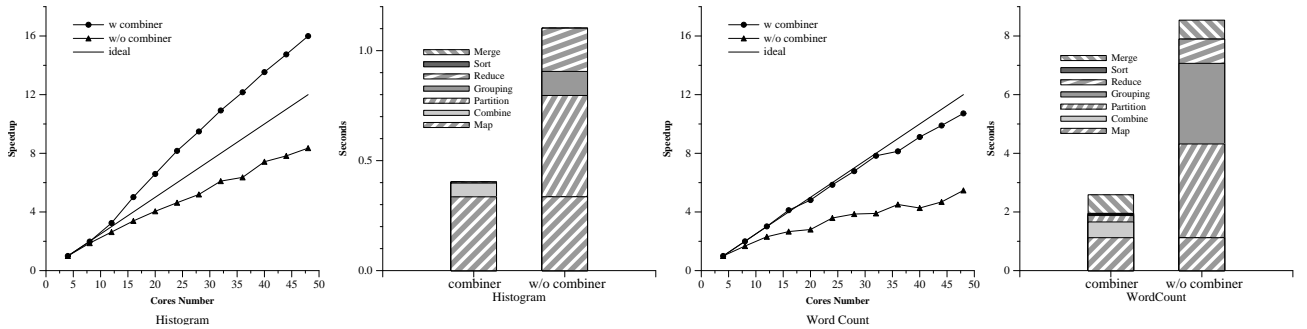 w combiner
w/o combiner
ideal
16
12
8
4
0
Speedup
0 5 10 15 20 25 30 35 40 45 50
Cores Number
Histogram
1.0
0.5
0.0
Seconds
Merge
Sort
Reduce
Grouping
Partition
Combine
Map
combiner w/o combiner
Histogram
w combiner
w/o combiner
ideal
16
12
8
4
0
Speedup
0 5 10 15 20 25 30 35 40 45 50
Cores Number
Word Count
8
6
4
2
0
Seconds
Merge
Sort
Reduce
Grouping
Partition
Combine
Map
combiner w/o combiner
WordCount